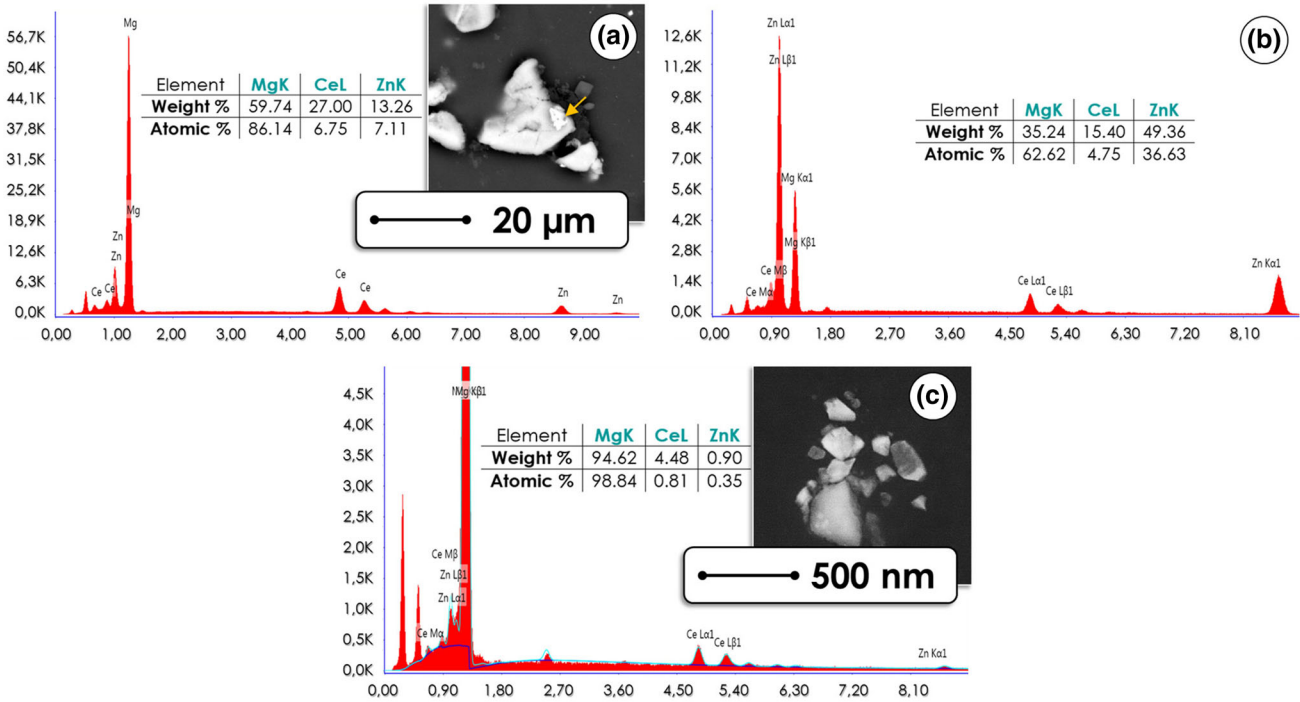 (a)
Mg
56,7K
50,4K
44,1K
37,8K
31,5K
25,2K
18,9K
12,6K
6,3K
0,0K
Element MgK CeL ZnK
Weight % 59.74 27.00 13.26
Atomic % 86.14 6.75 7.11
20 µm
Mg
Zn
Zn
Ce Ce
Ce
Ce
Zn
Zn
0,00 1,00 2,00 3,00 4,00 5,00 6,00 7,00 8,00 9,00
(b)
Zn Lα1
Zn Lβ1
12,6K
11,2K
9,8K
8,4K
7,0K
5,6K
4,2K
2,8K
1,4K
0,0K
Element MgK CeL ZnK
Weight % 35.24 15.40 49.36
Atomic % 62.62 4.75 36.63
Mg Kα1
Mg Kβ1
Ce Mβ
Ce Mα
Ce Lα1
Ce Lβ1
Zn Kα1
0,00 0,90 1,80 2,70 3,60 4,50 5,40 6,30 7,20 8,10
(c)
Mg Kβ1
4,5K
4,0K
3,5K
3,0K
2,5K
2,0K
1,5K
1,0K
0,5K
0,0K
Element MgK CeL ZnK
Weight % 94.62 4.48 0.90
Atomic % 98.84 0.81 0.35
500 nm
Ce Mβ
Zn Lβ1
Zn Lα1
Ce Mα
Ce Lα1
Ce Lβ1
Zn Kα1
0,00 0,90 1,80 2,70 3,60 4,50 5,40 6,30 7,20 8,10